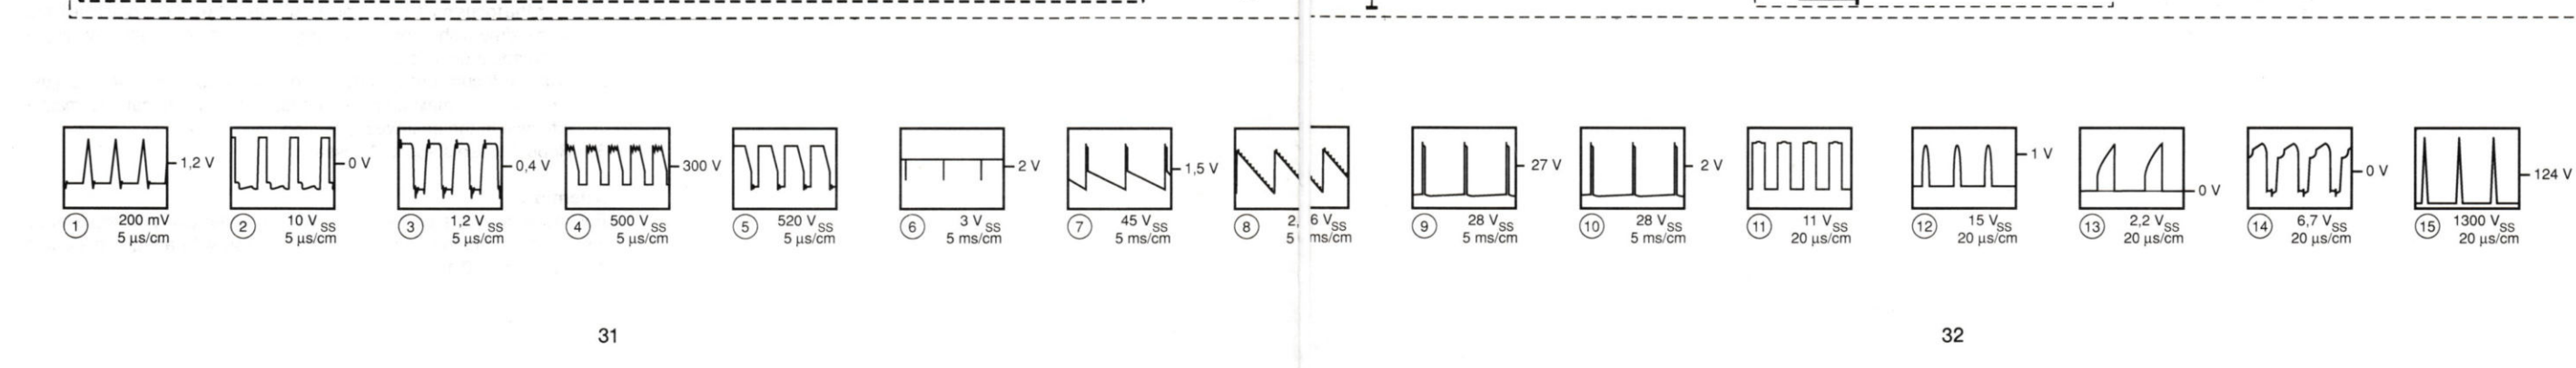 1,2 V
① 200 mV
5 µs/cm
0 V
② 10 VSS
5 µs/cm
0,4 V
③ 1,2 VSS
5 µs/cm
300 V
④ 500 VSS
5 µs/cm
⑤ 520 VSS
5 µs/cm
2 V
⑥ 3 VSS
5 ms/cm
1,5 V
⑦ 45 VSS
5 ms/cm
⑧ 2, 6 VSS
5 ms/cm
27 V
⑨ 28 VSS
5 ms/cm
2 V
⑩ 28 VSS
5 ms/cm
⑪ 11 VSS
20 µs/cm
1 V
⑫ 15 VSS
20 µs/cm
0 V
⑬ 2,2 VSS
20 µs/cm
0 V
⑭ 6,7 VSS
20 µs/cm
124 V
⑮ 1300 VSS
20 µs/cm
31
32